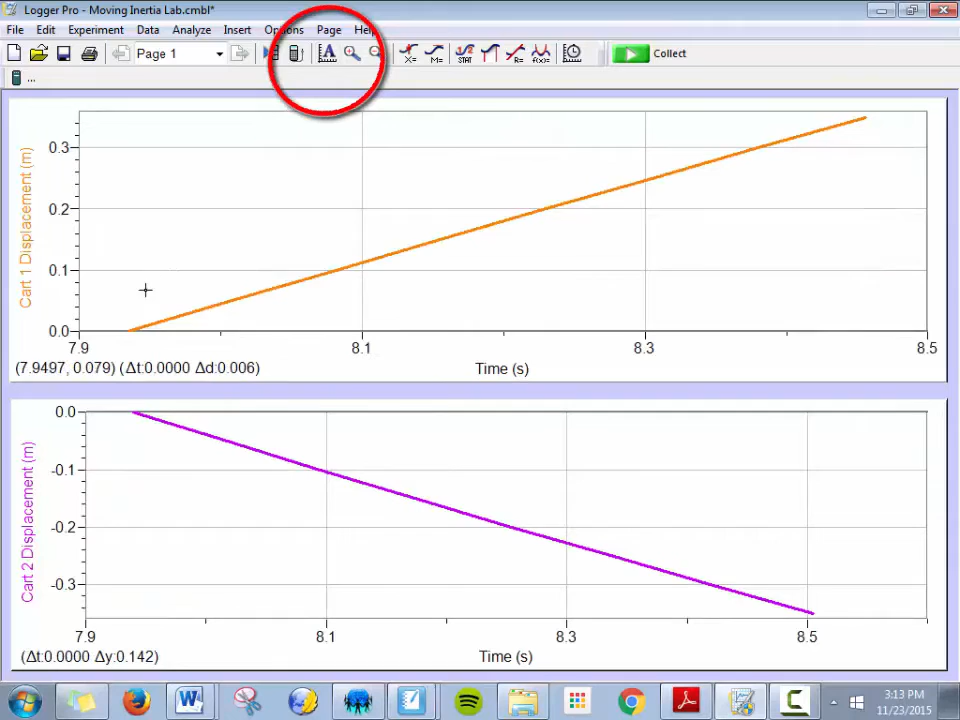 Logger Pro - Moving Inertia Lab.cmbl*
File Edit Experiment Data Analyze Insert Options Page Help
Page 1 X= M= STAT R= f(x)= Collect
...
Cart 1 Displacement (m)
0.3
0.2
0.1
0.0
7.9 8.1 8.3 8.5
(7.9497, 0.079) (Δt:0.0000 Δd:0.006) Time (s)
Cart 2 Displacement (m)
0.0
-0.1
-0.2
-0.3
7.9 8.1 8.3 8.5
(Δt:0.0000 Δy:0.142) Time (s)
3:13 PM
11/23/2015